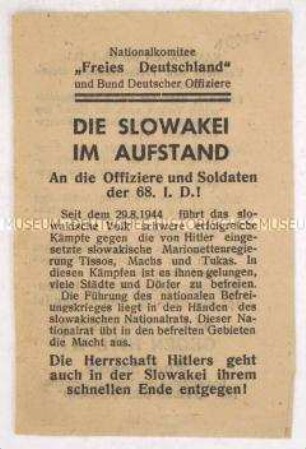 Nationalkomitee
„Freies Deutschland"
und Bund Deutscher Offiziere
DIE SLOWAKEI
IM AUFSTAND
An die Offiziere und Soldaten
der 68. I. D.!
Seit dem 29.8.1944 führt das slo-
wakische Volk schwere erfolgreiche
Kämpfe gegen die von Hitler einge-
setzte slowakische Marionettenregie-
rung Tissos, Machs und Tukas. In
diesen Kämpfen ist es ihnen gelungen,
viele Städte und Dörfer zu befreien.
Die Führung des nationalen Befrei-
ungskrieges liegt in den Händen des
slowakischen Nationalrats. Dieser Na-
tionalrat übt in den befreiten Gebieten
die Macht aus.
Die Herrschaft Hitlers geht
auch in der Slowakei ihrem
schnellen Ende entgegen!